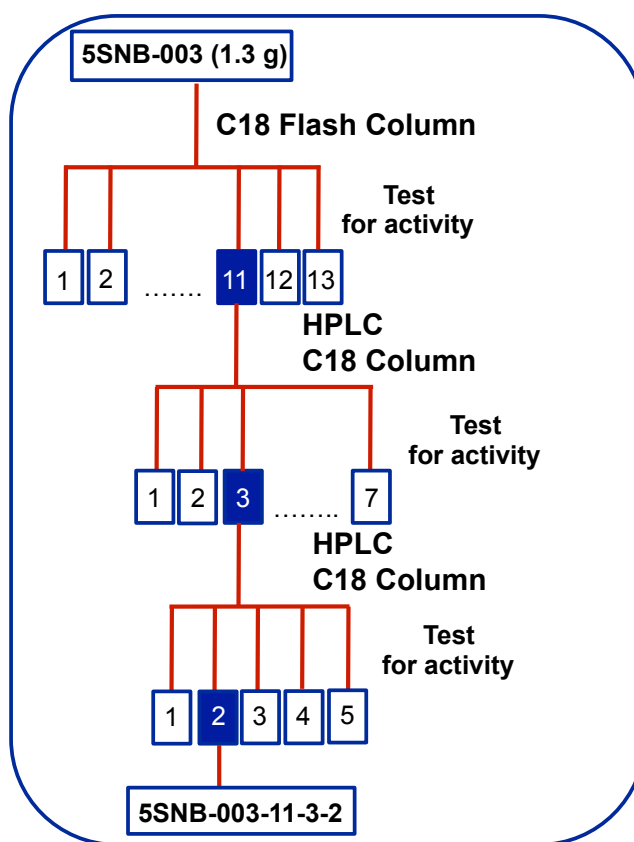 5SNB-003 (1.3 g)
C18 Flash Column
Test
for activity
1 2 ....... 11 12 13
HPLC
C18 Column
Test
for activity
1 2 3 ........ 7
HPLC
C18 Column
Test
for activity
1 2 3 4 5
5SNB-003-11-3-2